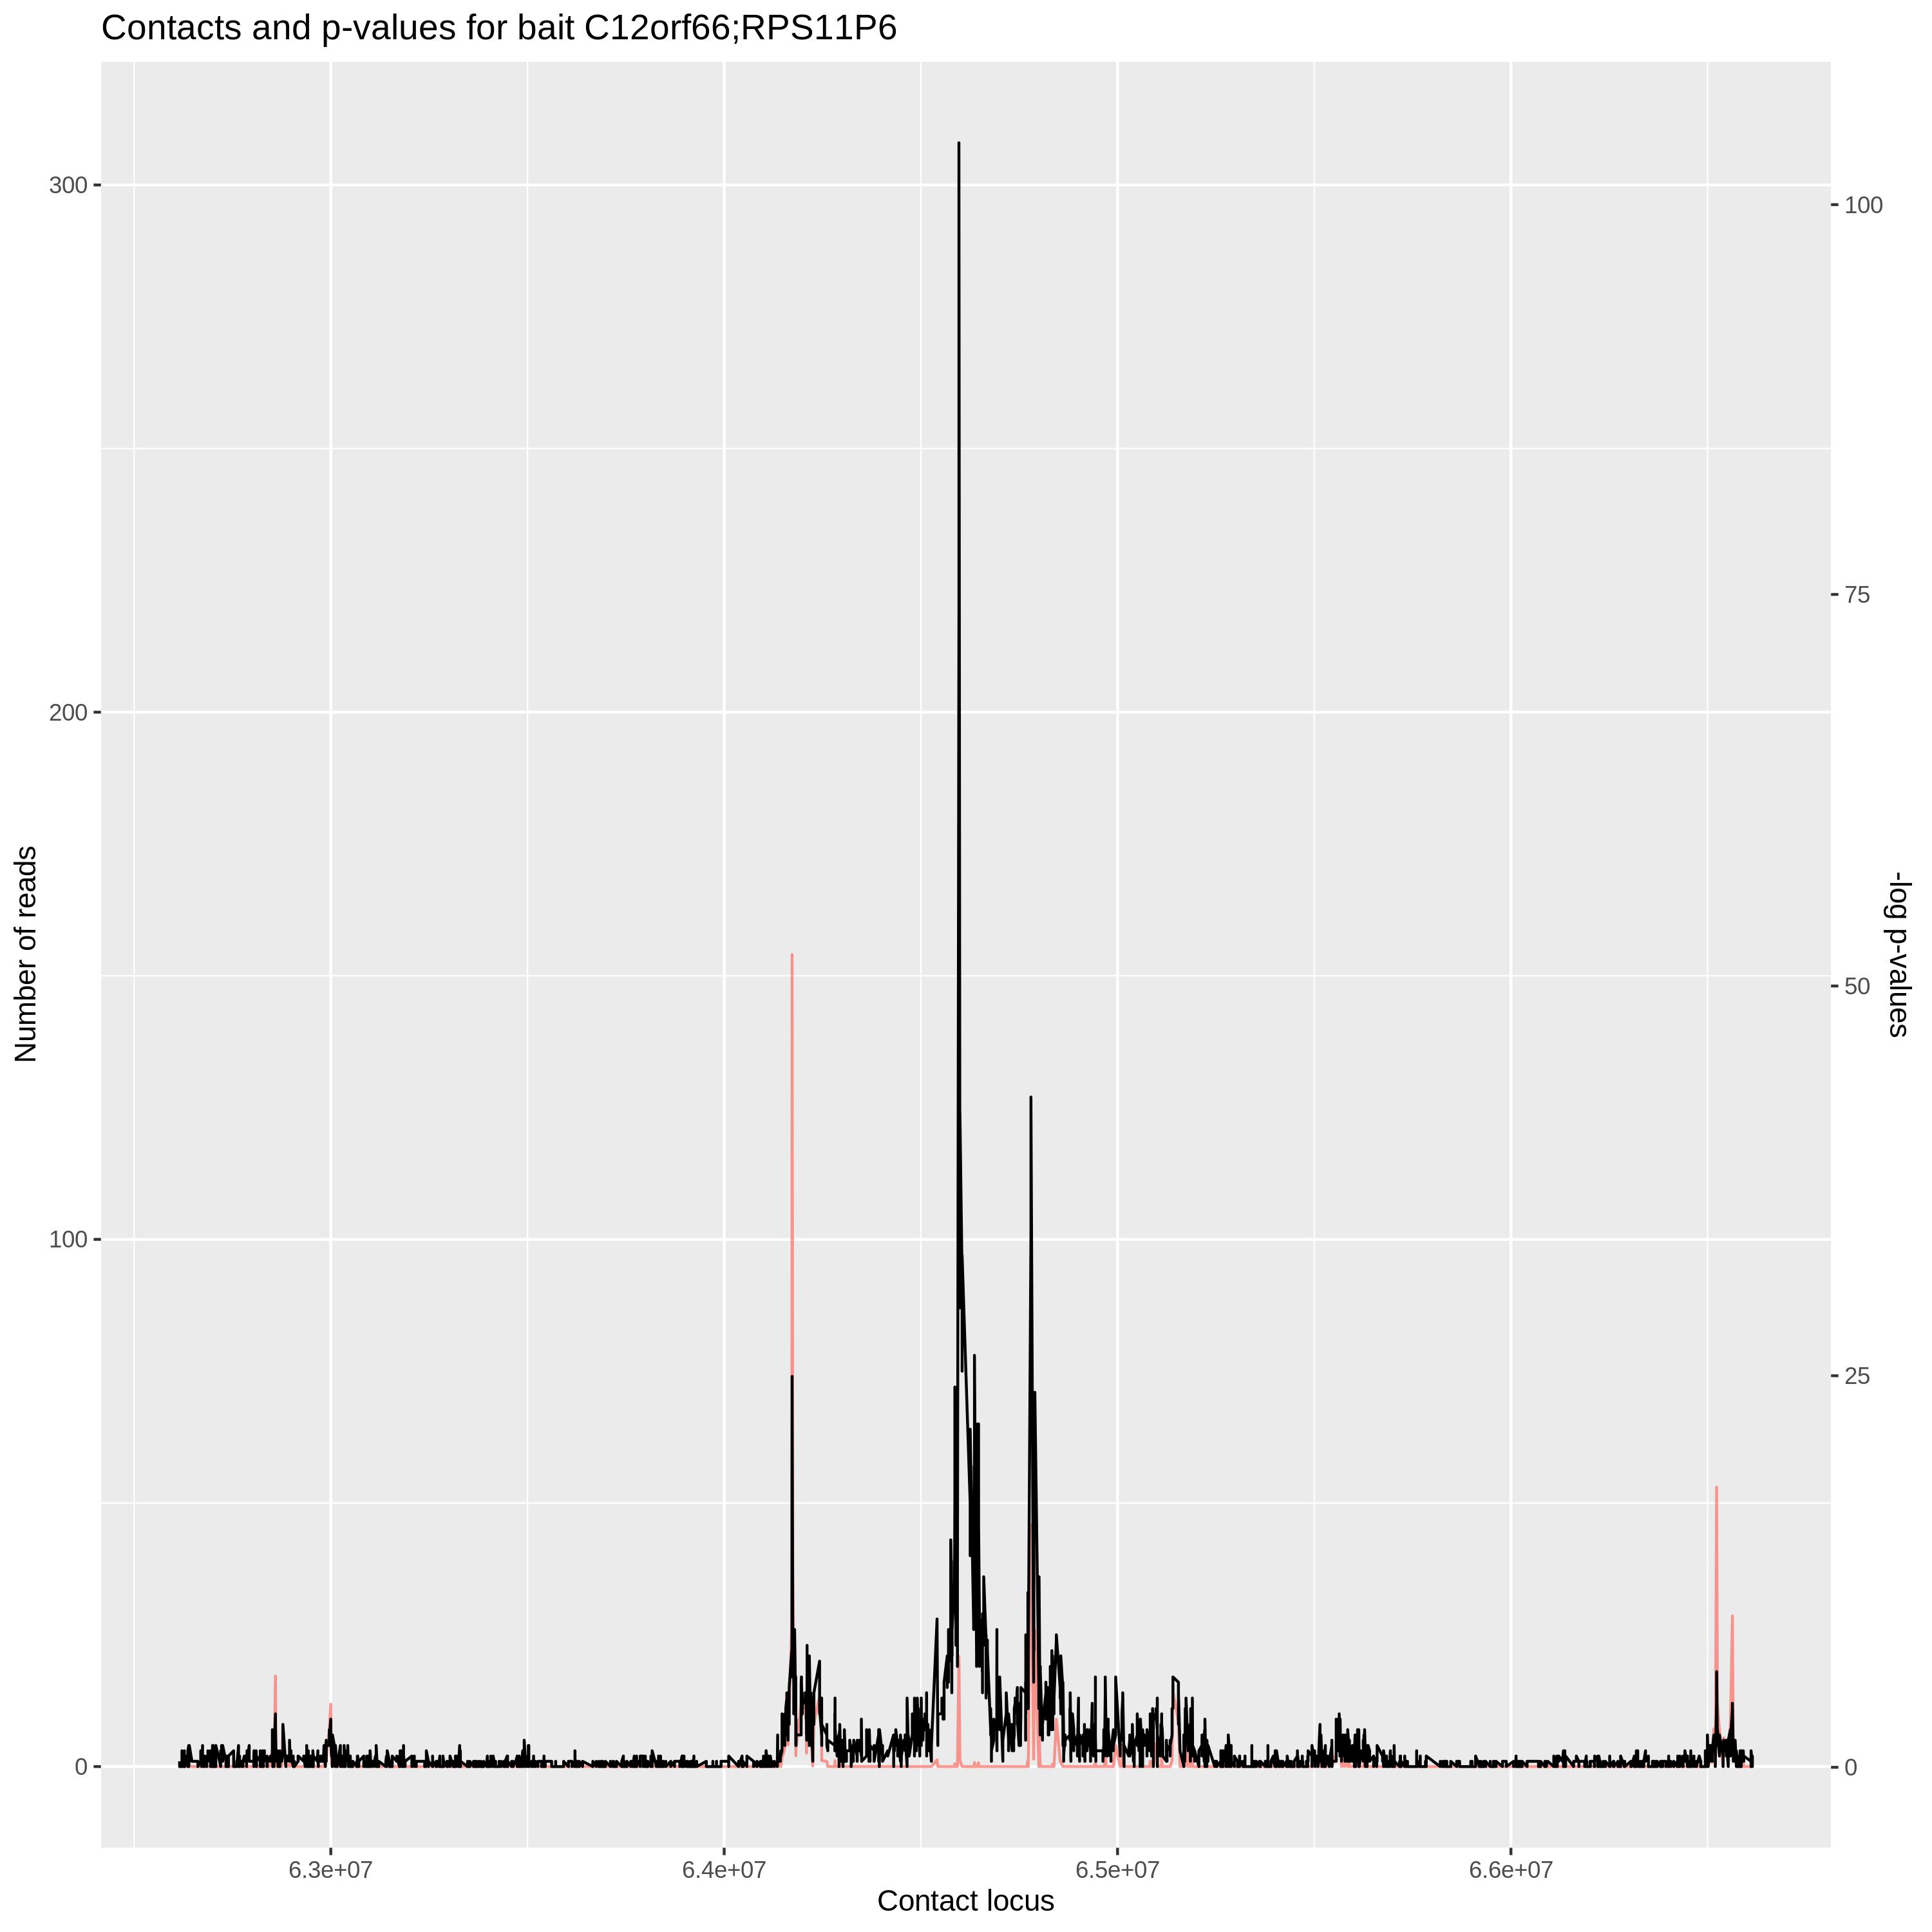 Contacts and p-values for bait C12orf66;RPS11P6
300
200
100
0
Number of reads
100
75
50
25
0
-log p-values
6.3e+07
6.4e+07
6.5e+07
6.6e+07
Contact locus